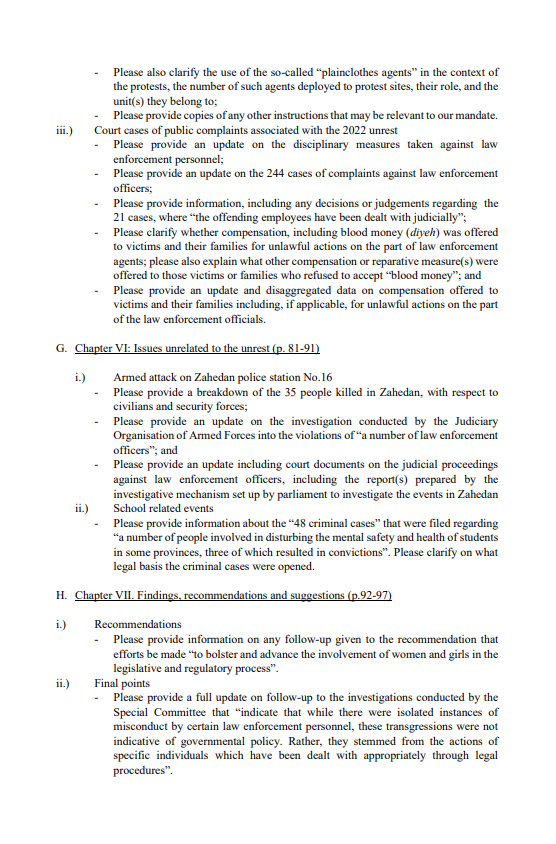 - Please also clarify the use of the so-called “plainclothes agents” in the context of
the protests, the number of such agents deployed to protest sites, their role, and the
unit(s) they belong to;
- Please provide copies of any other instructions that may be relevant to our mandate.
iii.) Court cases of public complaints associated with the 2022 unrest
- Please provide an update on the disciplinary measures taken against law
enforcement personnel;
- Please provide an update on the 244 cases of complaints against law enforcement
officers;
- Please provide information, including any decisions or judgements regarding the
21 cases, where “the offending employees have been dealt with judicially”;
- Please clarify whether compensation, including blood money (diyeh) was offered
to victims and their families for unlawful actions on the part of law enforcement
agents; please also explain what other compensation or reparative measure(s) were
offered to those victims or families who refused to accept “blood money”; and
- Please provide an update and disaggregated data on compensation offered to
victims and their families including, if applicable, for unlawful actions on the part
of the law enforcement officials.
G. Chapter VI: Issues unrelated to the unrest (p. 81-91)
i.) Armed attack on Zahedan police station No.16
- Please provide a breakdown of the 35 people killed in Zahedan, with respect to
civilians and security forces;
- Please provide an update on the investigation conducted by the Judiciary
Organisation of Armed Forces into the violations of “a number of law enforcement
officers”; and
- Please provide an update including court documents on the judicial proceedings
against law enforcement officers, including the report(s) prepared by the
investigative mechanism set up by parliament to investigate the events in Zahedan
ii.) School related events
- Please provide information about the “48 criminal cases” that were filed regarding
“a number of people involved in disturbing the mental safety and health of students
in some provinces, three of which resulted in convictions”. Please clarify on what
legal basis the criminal cases were opened.
H. Chapter VII. Findings, recommendations and suggestions (p.92-97)
i.) Recommendations
- Please provide information on any follow-up given to the recommendation that
efforts be made “to bolster and advance the involvement of women and girls in the
legislative and regulatory process”.
ii.) Final points
- Please provide a full update on follow-up to the investigations conducted by the
Special Committee that “indicate that while there were isolated instances of
misconduct by certain law enforcement personnel, these transgressions were not
indicative of governmental policy. Rather, they stemmed from the actions of
specific individuals which have been dealt with appropriately through legal
procedures”.